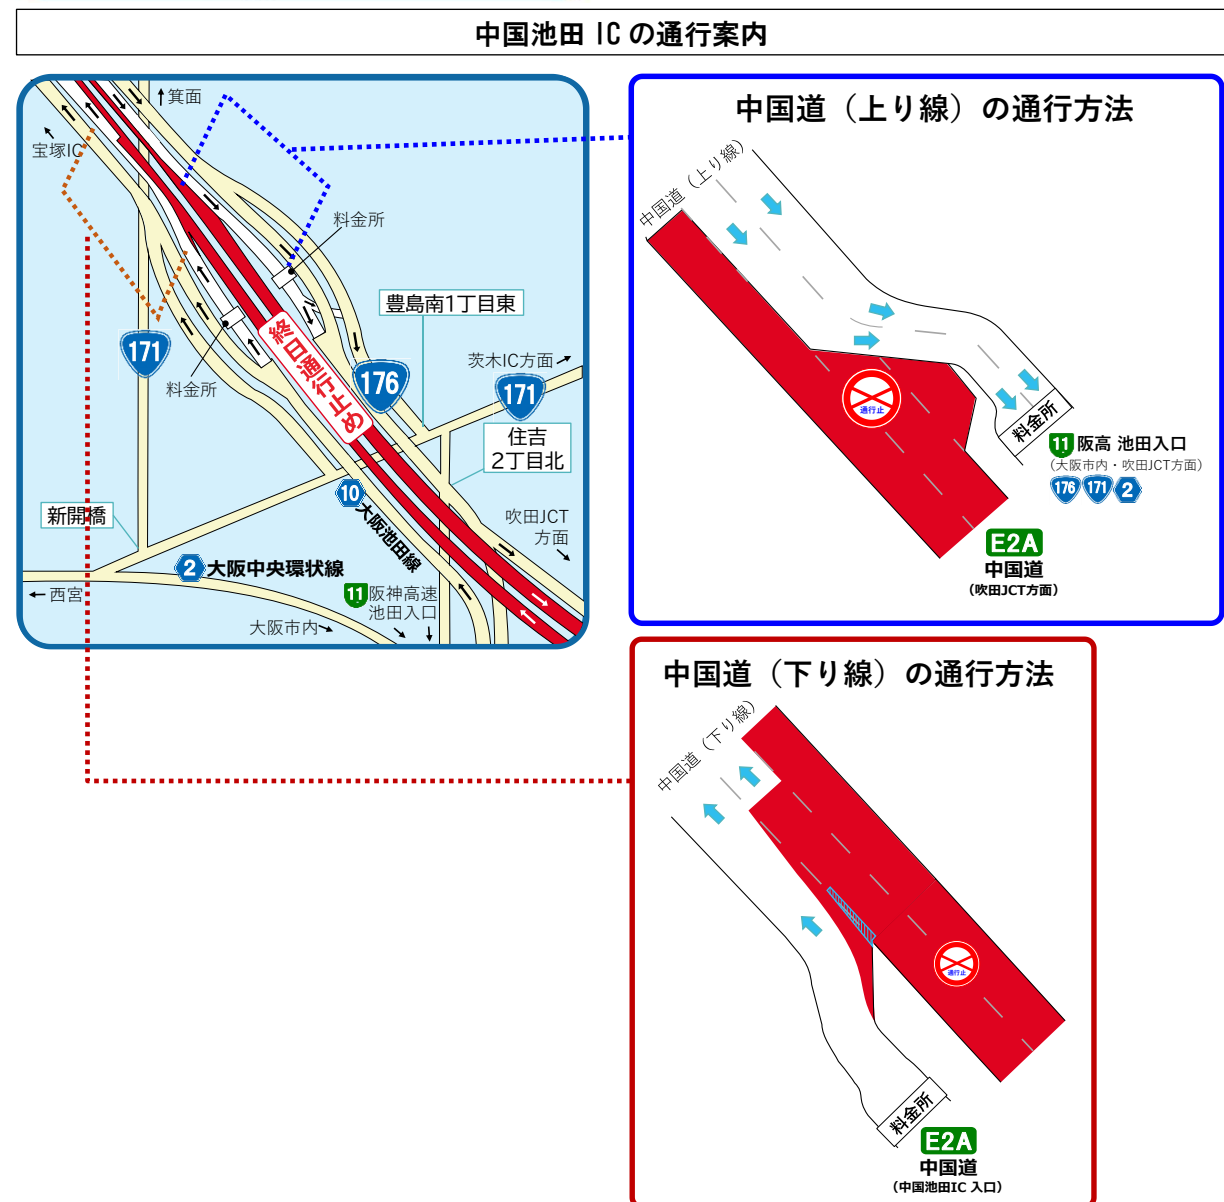 中国池田 IC の通行案内
箕面
宝塚IC
料金所
豊島南1丁目東
171
終日通行止め
176
茨木IC方面
171
料金所
住吉
2丁目北
10
大阪池田線
新開橋
吹田JCT
方面
2
大阪中央環状線
西宮
11
阪神高速
池田入口
大阪市内
中国道（上り線）の通行方法
中国道（上り線）
通行止
料金所
11 阪高 池田入口
（大阪市内・吹田JCT方面）
176 171 2
E2A
中国道
（吹田JCT方面）
中国道（下り線）の通行方法
中国道（下り線）
通行止
料金所
E2A
中国道
（中国池田IC 入口）